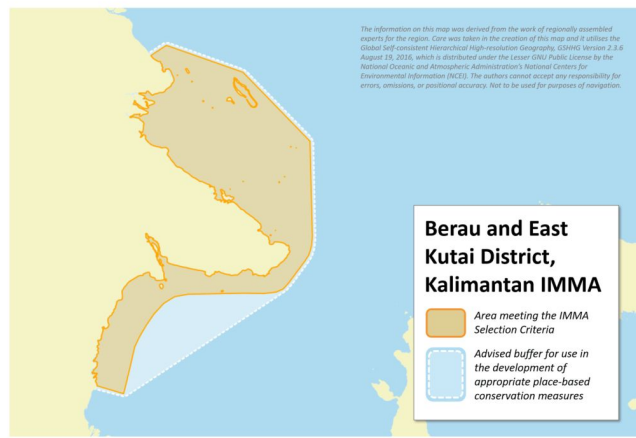 The information on this map was derived from the work of regionally assembled
experts for the region. Care was taken in the creation of this map and it utilises the
Global Self-consistent Hierarchical High-resolution Geography, GSHHG Version 2.3.6
August 19, 2016, which is distributed under the Lesser GNU Public License by the
National Oceanic and Atmospheric Administration's National Centers for
Environmental Information (NCEI). The authors cannot accept any responsibility for
errors, omissions, or positional accuracy. Not to be used for purposes of navigation.
Berau and East
Kutai District,
Kalimantan IMMA
Area meeting the IMMA
Selection Criteria
Advised buffer for use in
the development of
appropriate place-based
conservation measures